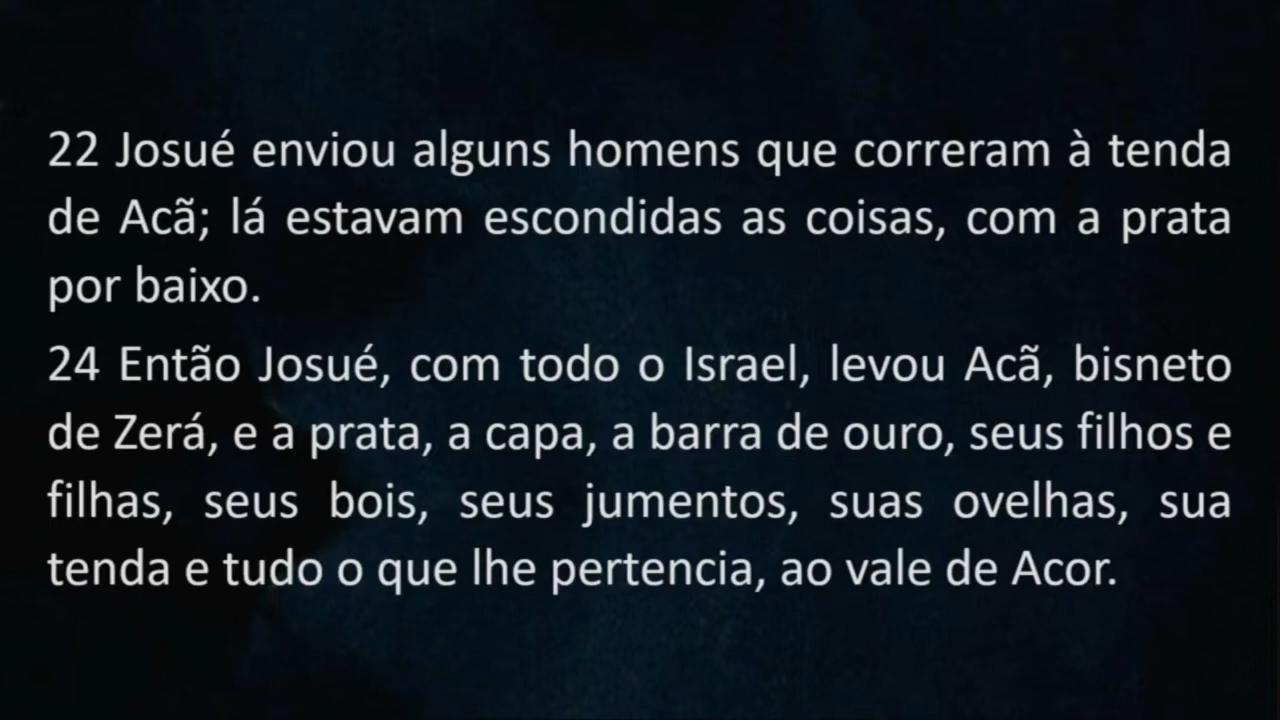 22 Josué enviou alguns homens que correram à tenda
de Acã; lá estavam escondidas as coisas, com a prata
por baixo.
24 Então Josué, com todo o Israel, levou Acã, bisneto
de Zerá, e a prata, a capa, a barra de ouro, seus filhos e
filhas, seus bois, seus jumentos, suas ovelhas, sua
tenda e tudo o que lhe pertencia, ao vale de Acor.